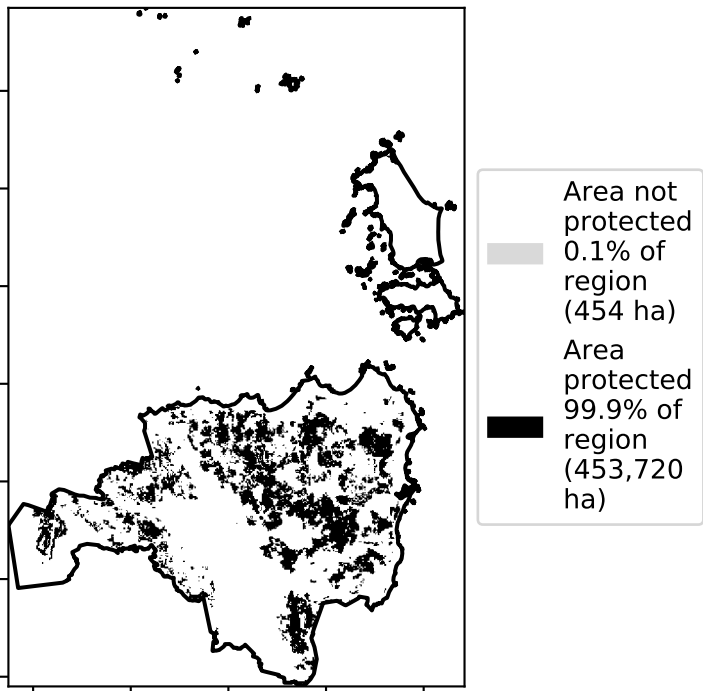 Area not
protected
0.1% of
region
(454 ha)
Area
protected
99.9% of
region
(453,720
ha)